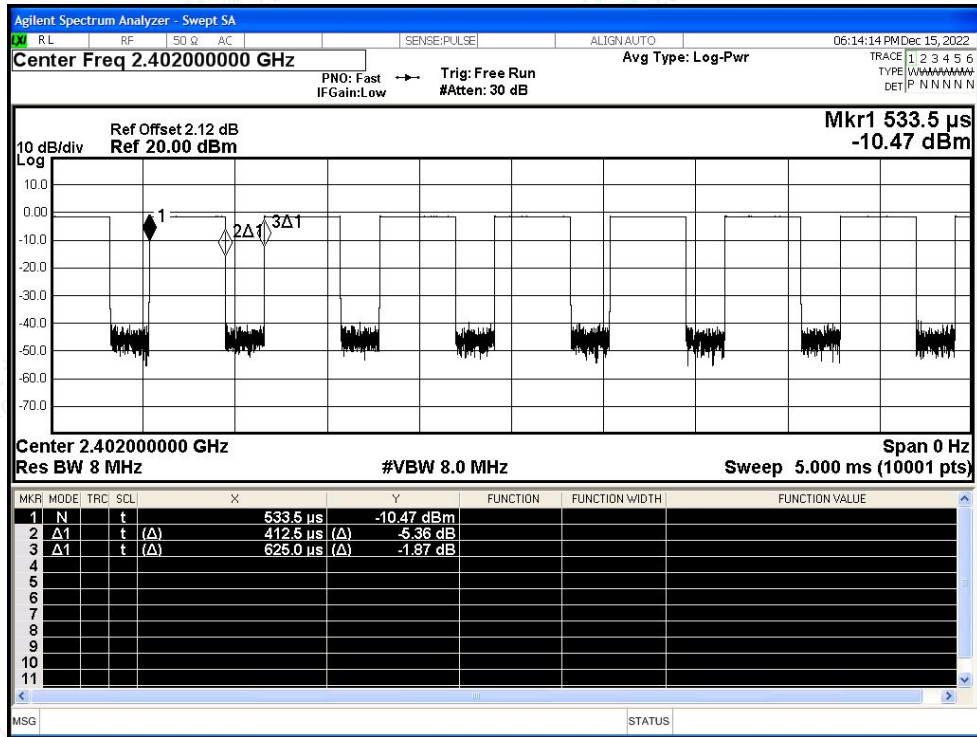 Agilent Spectrum Analyzer - Swept SA
LXI RL RF 50 Ω AC SENSE:PULSE ALIGN AUTO 06:14:14 PM Dec 15, 2022
Center Freq 2.402000000 GHz Avg Type: Log-Pwr TRACE 1 2 3 4 5 6
PNO: Fast Trig: Free Run TYPE WWWWWW
IFGain:Low #Atten: 30 dB DET P N N N N N
Mkr1 533.5 µs
Ref Offset 2.12 dB
10 dB/div Ref 20.00 dBm -10.47 dBm
Log
10.0
0.00
1
2Δ1 3Δ1
-10.0
-20.0
-30.0
-40.0
-50.0
-60.0
-70.0
Center 2.402000000 GHz Span 0 Hz
Res BW 8 MHz #VBW 8.0 MHz Sweep 5.000 ms (10001 pts)
MKR MODE TRC SCL X Y FUNCTION FUNCTION WIDTH FUNCTION VALUE
1 N t 533.5 µs -10.47 dBm
2 Δ1 t (Δ) 412.5 µs (Δ) -5.36 dB
3 Δ1 t (Δ) 625.0 µs (Δ) -1.87 dB
4
5
6
7
8
9
10
11
MSG STATUS